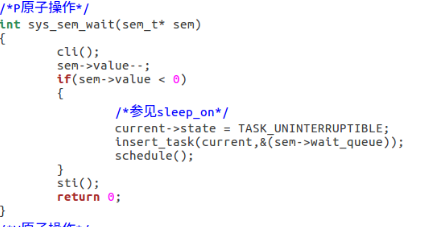 /*P原子操作*/
int sys_sem_wait(sem_t* sem)
{
        cli();
        sem->value--;
        if(sem->value < 0)
        {
                /*参见sleep_on*/
                current->state = TASK_UNINTERRUPTIBLE;
                insert_task(current,&(sem->wait_queue));
                schedule();
        }
        sti();
        return 0;
}